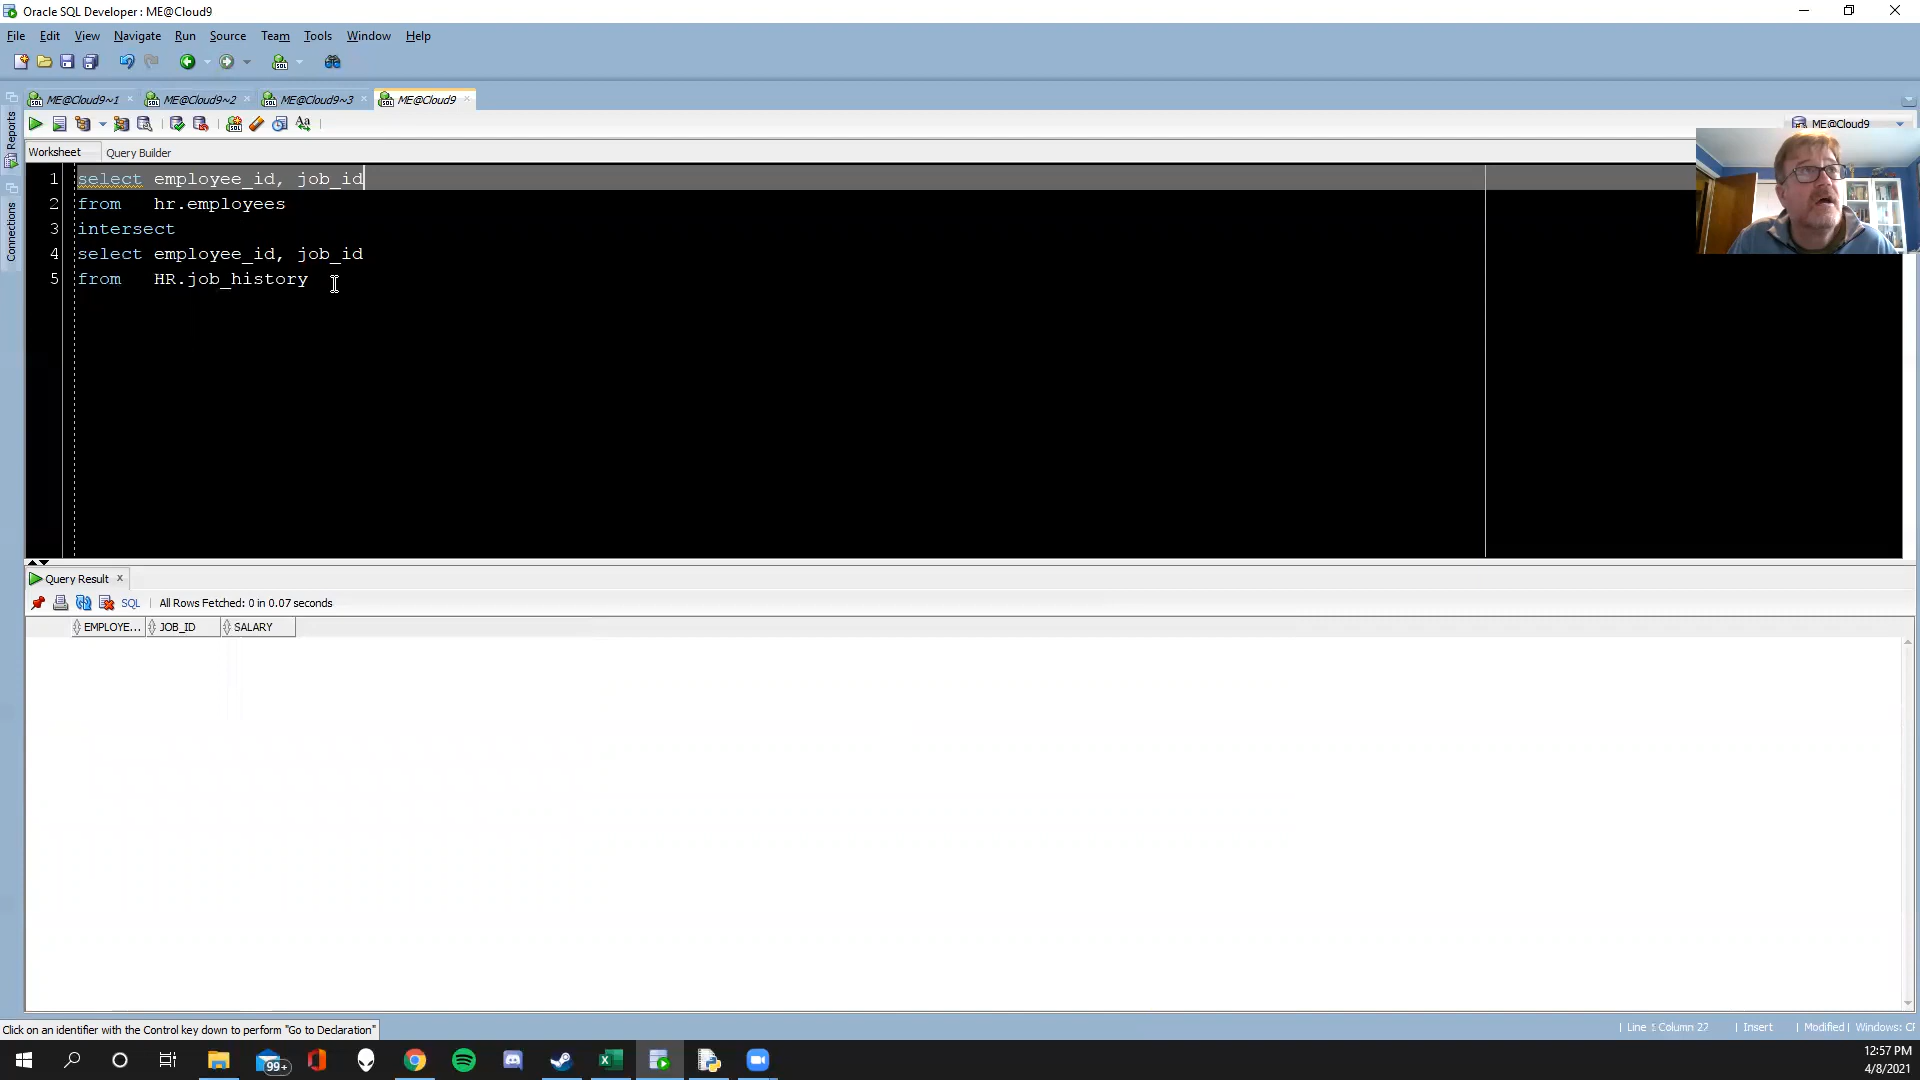 Oracle SQL Developer : ME@Cloud9
File Edit View Navigate Run Source Team Tools Window Help
ME@Cloud9~1 ME@Cloud9~2 ME@Cloud9~3 ME@Cloud9
ME@Cloud9
Worksheet Query Builder
Reports
Connections
1 select employee_id, job_id
2 from hr.employees
3 intersect
4 select employee_id, job_id
5 from HR.job_history
Query Result x
SQL | All Rows Fetched: 0 in 0.07 seconds
EMPLOYE... JOB_ID SALARY
Click on an identifier with the Control key down to perform "Go to Declaration"
| Line 1 Column 27 | Insert | Modified | Windows: CF
99+
12:57 PM
4/8/2021